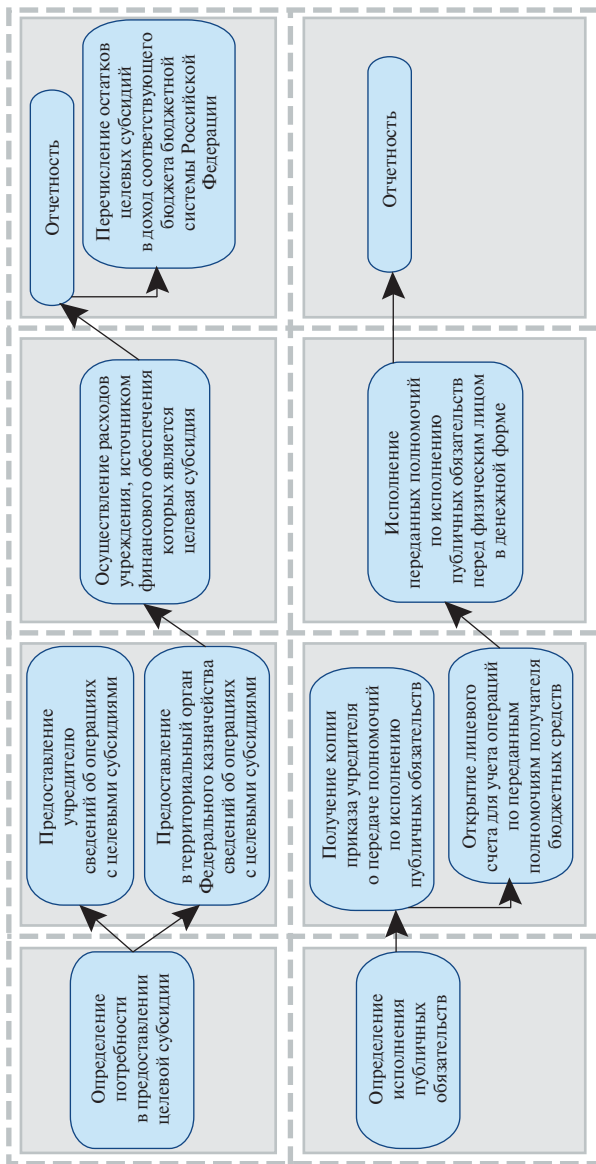 Определение
потребности
в предоставлении
целевой субсидии
Предоставление
учредителю
сведений об операциях
с целевыми субсидиями
Предоставление
в территориальный орган
Федерального казначейства
сведений об операциях
с целевыми субсидиями
Осуществление расходов
учреждения, источником
финансового обеспечения
которых является
целевая субсидия
Отчетность
Перечисление остатков
целевых субсидий
в доход соответствующего
бюджета бюджетной
системы Российской
Федерации
Определение
исполнения
публичных
обязательств
Получение копии
приказа учредителя
о передаче полномочий
по исполнению
публичных обязательств
Открытие лицевого
счета для учета операций
по переданным
полномочиям получателя
бюджетных средств
Исполнение
переданных полномочий
по исполнению
публичных обязательств
перед физическим лицом
в денежной форме
Отчетность